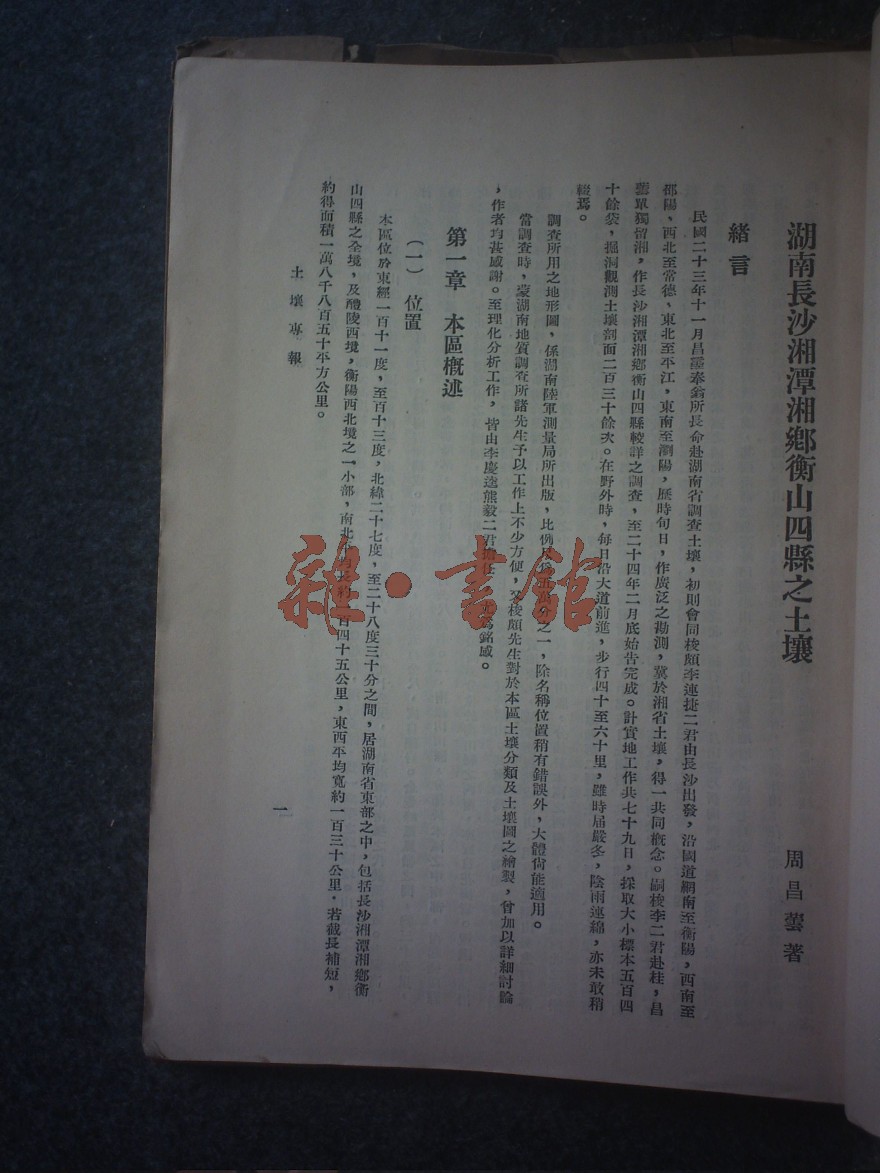 湖南長沙湘潭湘鄉衡山四縣之土壤
周昌蕓著
緒言
民國二十三年十一月昌蕓奉翁所長命赴湖南省調查土壤,初則會同梭頗李連捷二君由長沙出發,沿國道網南至衡陽,西南至
邵陽、西北至常德、東北至平江,東南至瀏陽,歷時旬日,作廣泛之勘測,冀於湘省土壤,得一共同概念。嗣梭李二君赴桂,昌
蕓單獨留湘,作長沙湘潭湘鄉衡山四縣較詳之調查,至二十四年二月底始告完成。計實地工作共七十九日,採取大小標本五百四
十餘袋,掘洞觀測土壤剖面二百三十餘次。在野外時,每日沿大道前進,步行四十至六十里,雖時届嚴冬,陰雨連綿,亦未敢稍
輟焉。
調查所用之地形圖,係湖南陸軍測量局所出版,比例尺為五萬分之一,除名稱位置稍有錯誤外,大體尙能適用。
當調查時,蒙湖南地質調查所諸先生予以工作上不少方便,梭頗先生對於本區土壤分類及土壤圖之繪製,曾加以詳細討論
,作者均甚感謝。至理化分析工作,皆由李慶逵熊毅二君擔任,銘感。
第一章 本區概述
(一) 位置
本區位於東經一百十一度,至百十三度,北緯二十七度,至二十八度三十分之間,居湖南省東部之中,包括長沙湘潭湘鄉衡
山四縣之全境,及醴陵西境,衡陽西北境之一小部,南北平均長約一百四十五公里,東西平均寬約一百三十公里.若截長補短,
約得面積一萬八千八百五十平方公里。
土壤專報
一
雜·書館